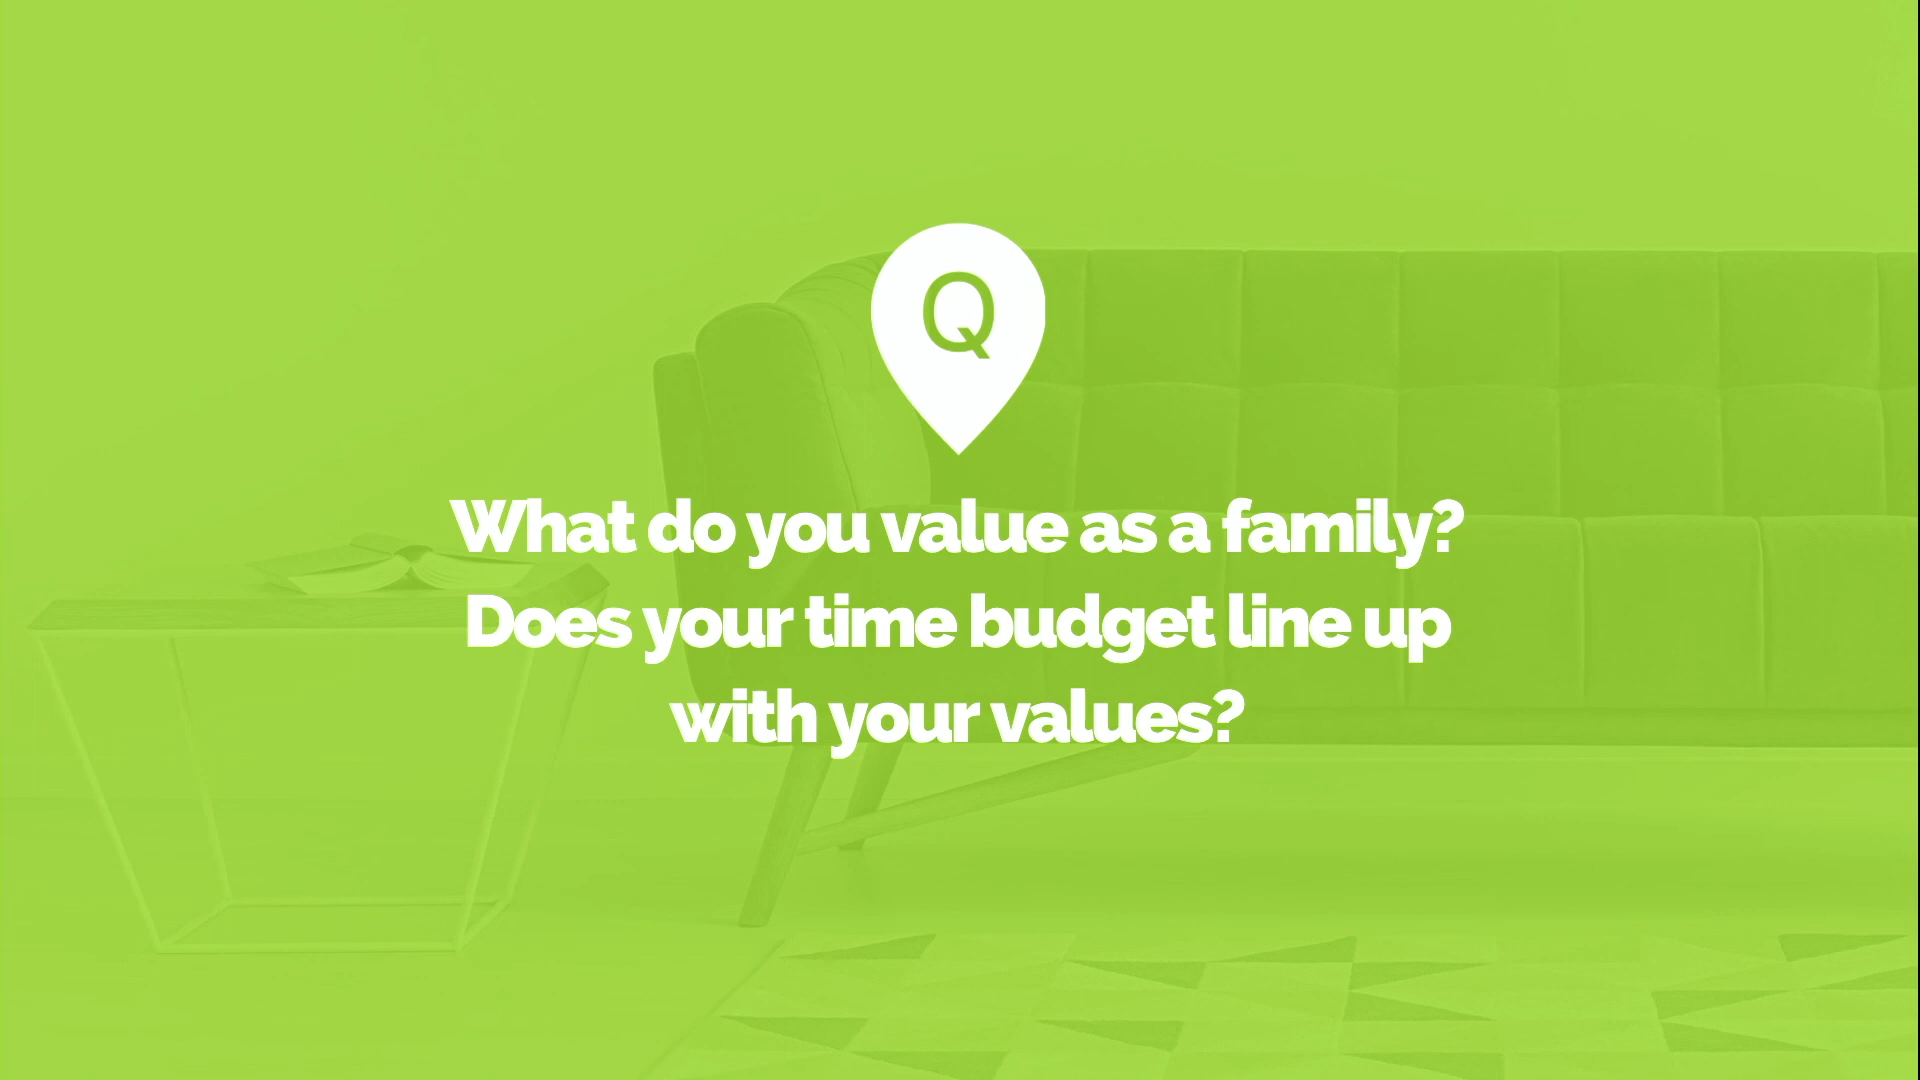 Q
What do you value as a family?
Does your time budget line up
with your values?